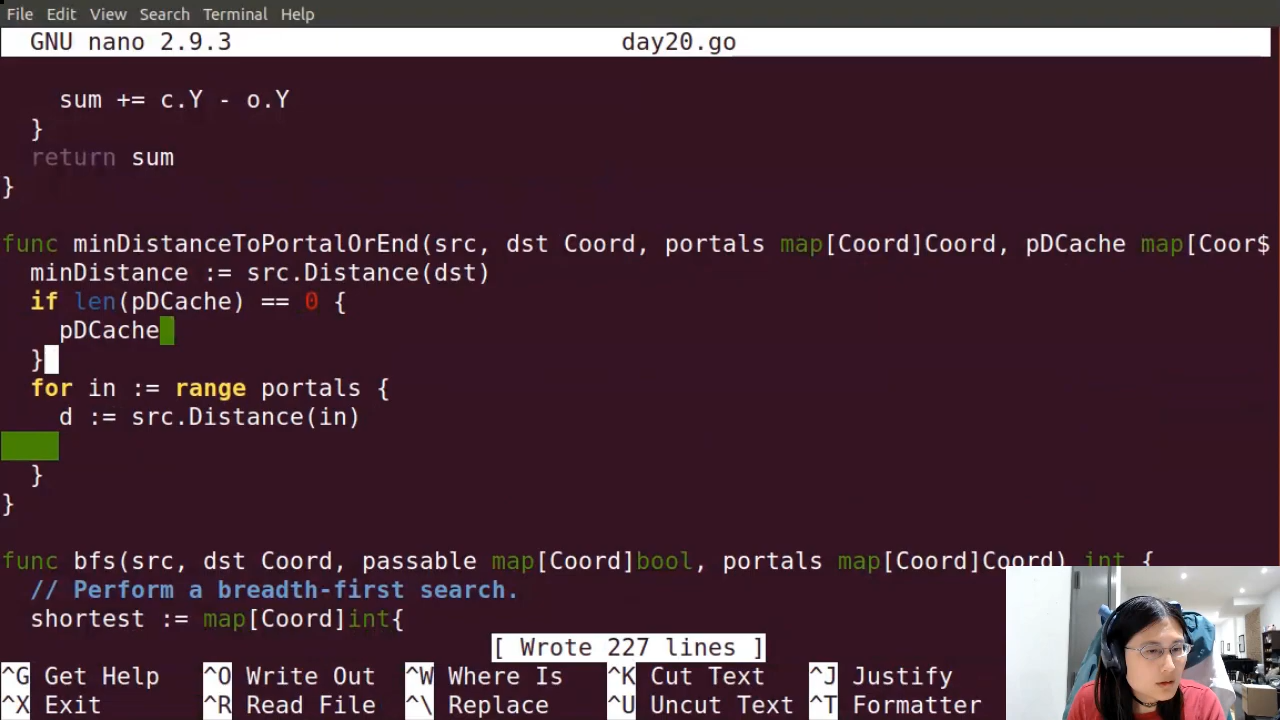 File Edit View Search Terminal Help
GNU nano 2.9.3 day20.go
sum += c.Y - o.Y
}
return sum
}
func minDistanceToPortalOrEnd(src, dst Coord, portals map[Coord]Coord, pDCache map[Coor$
minDistance := src.Distance(dst)
if len(pDCache) == 0 {
pDCache
}
for in := range portals {
d := src.Distance(in)
}
}
func bfs(src, dst Coord, passable map[Coord]bool, portals map[Coord]Coord) int {
// Perform a breadth-first search.
shortest := map[Coord]int{
[ Wrote 227 lines ]
^G Get Help ^O Write Out ^W Where Is ^K Cut Text ^J Justify
^X Exit ^R Read File ^\ Replace ^U Uncut Text ^T Formatter